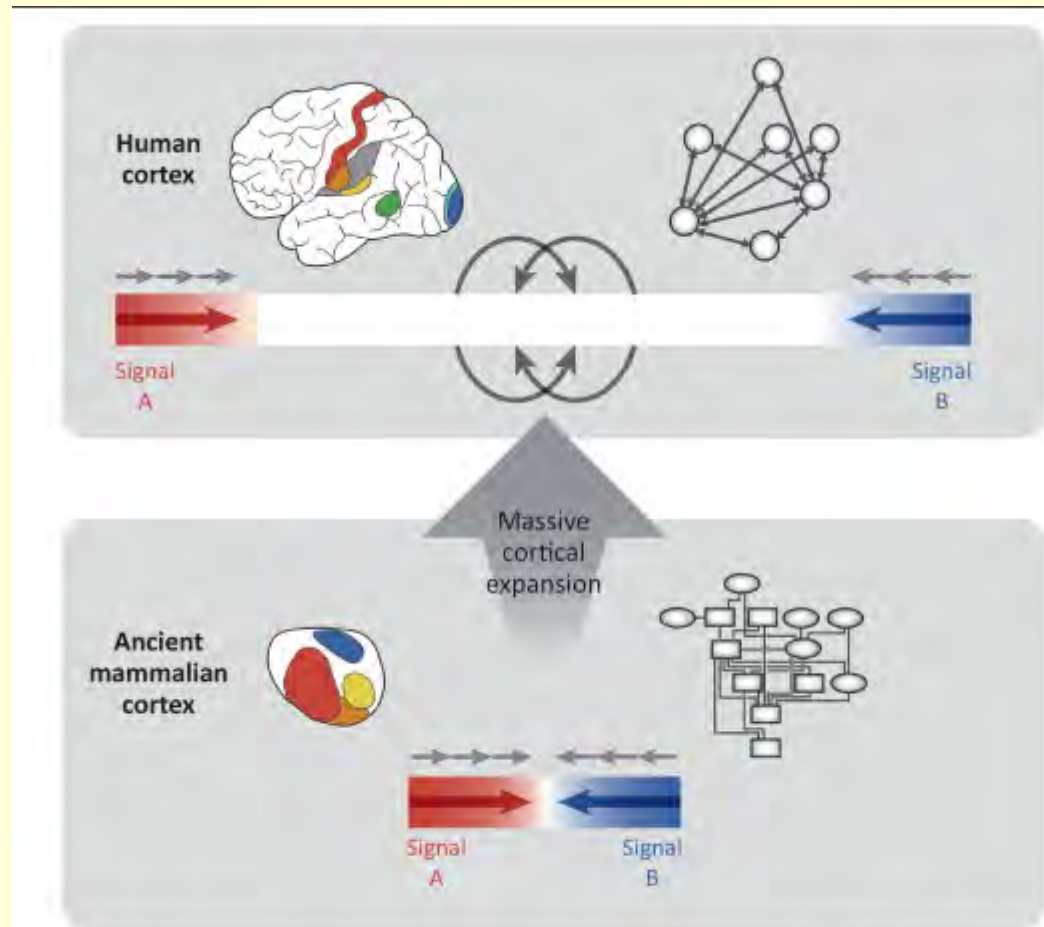 Human
cortex
Signal
A
Signal
B
Massive
cortical
expansion
Ancient
mammalian
cortex
Signal
A
Signal
B